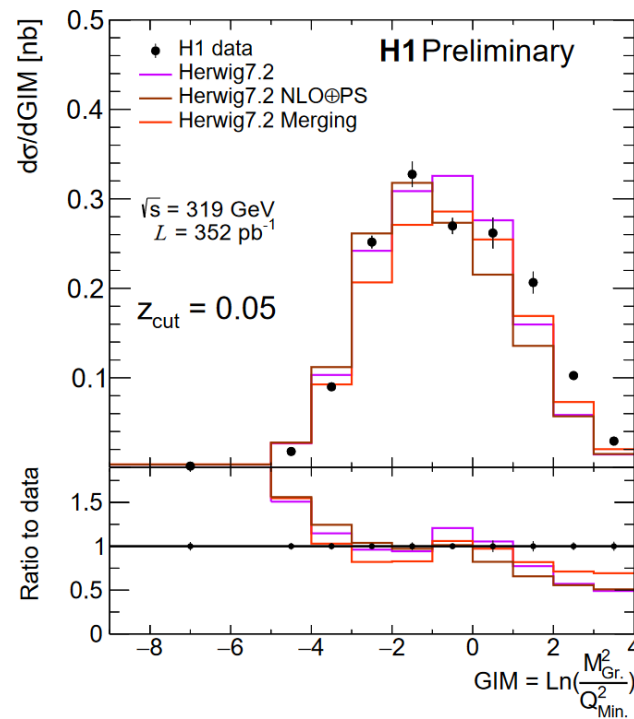 dσ/dGIM [nb]
0.5
0.4
0.3
0.2
0.1
H1 data
Herwig7.2
Herwig7.2 NLO⊕PS
Herwig7.2 Merging
H1 Preliminary
√s = 319 GeV
L = 352 pb⁻¹
z_cut = 0.05
Ratio to data
1.5
1
0.5
0
−8 −6 −4 −2 0 2 4
GIM = Ln(M²_Gr. / Q²_Min.)